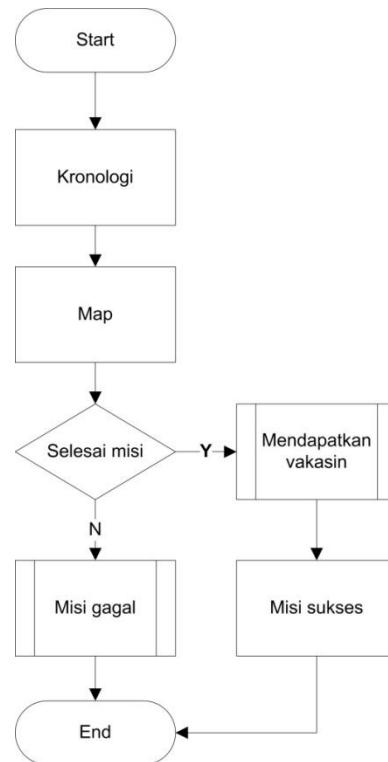 Start
Kronologi
Map
Selesai misi
Y
Mendapatkan
vakasin
N
Misi gagal
Misi sukses
End